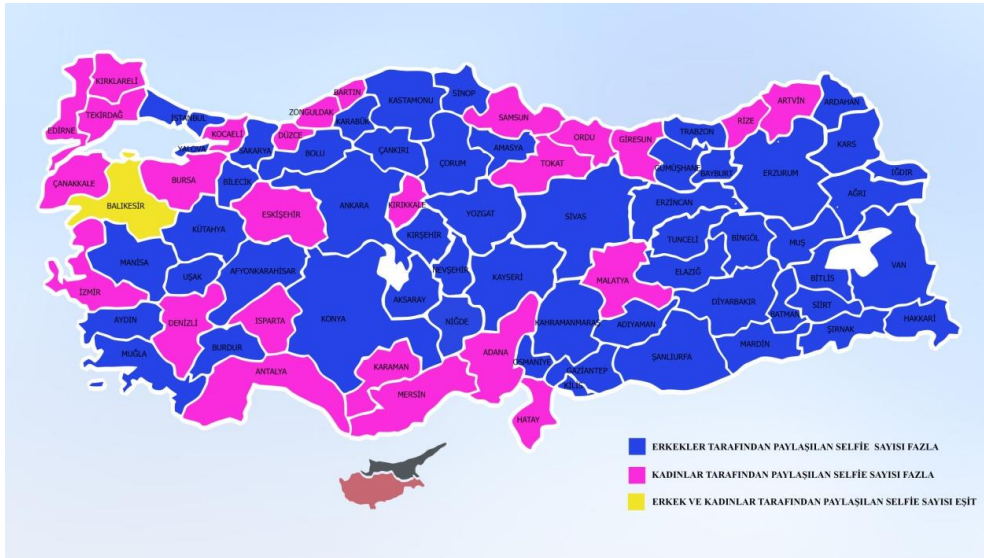 KIRKLARELİ
EDİRNE
TEKİRDAĞ
İSTANBUL
KOCAELİ
YALOVA
SAKARYA
DÜZCE
ZONGULDAK
BARTIN
KARABÜK
KASTAMONU
SİNOP
SAMSUN
ORDU
GİRESUN
TRABZON
RİZE
ARTVİN
ARDAHAN
KARS
IĞDIR
ÇANAKKALE
BALIKESİR
BURSA
BİLECİK
BOLU
ÇANKIRI
ÇORUM
AMASYA
TOKAT
GÜMÜŞHANE
BAYBURT
ERZURUM
AĞRI
KÜTAHYA
ESKİŞEHİR
ANKARA
KIRIKKALE
KIRŞEHİR
YOZGAT
SİVAS
ERZİNCAN
TUNCELİ
BİNGÖL
MUŞ
BİTLİS
VAN
MANİSA
İZMİR
UŞAK
AFYONKARAHİSAR
KONYA
AKSARAY
NEVŞEHİR
NİĞDE
KAYSERİ
MALATYA
ELAZIĞ
DİYARBAKIR
BATMAN
SİİRT
ŞIRNAK
HAKKARİ
AYDIN
DENİZLİ
ISPARTA
BURDUR
MUĞLA
ANTALYA
KARAMAN
MERSİN
ADANA
KAHRAMANMARAŞ
OSMANİYE
ADIYAMAN
GAZİANTEP
KİLİS
ŞANLIURFA
MARDİN
HATAY
ERKEKLER TARAFINDAN PAYLAŞILAN SELFİE SAYISI FAZLA
KADINLAR TARAFINDAN PAYLAŞILAN SELFİE SAYISI FAZLA
ERKEK VE KADINLAR TARAFINDAN PAYLAŞILAN SELFİE SAYISI EŞİT